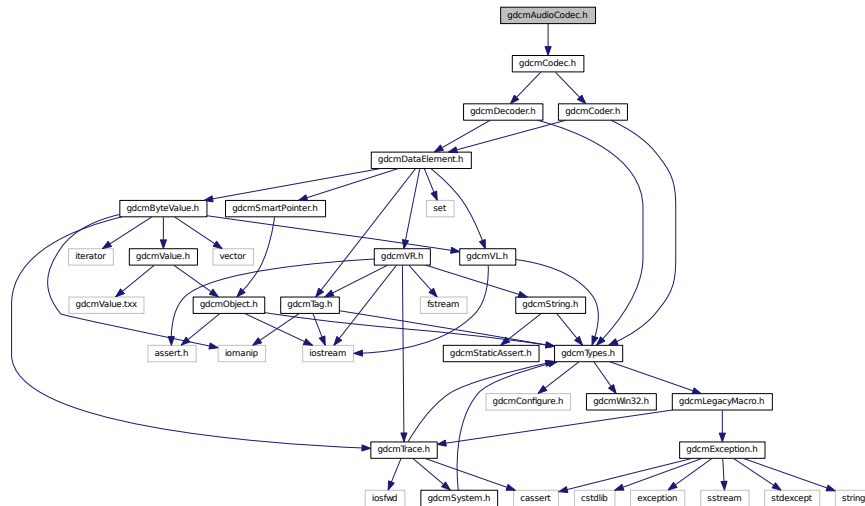 gdcmAudioCodec.h
gdcmCodec.h
gdcmDecoder.h
gdcmCoder.h
gdcmDataElement.h
gdcmByteValue.h
gdcmSmartPointer.h
set
iterator
gdcmValue.h
vector
gdcmVR.h
gdcmVL.h
gdcmValue.txx
gdcmObject.h
gdcmTag.h
fstream
gdcmString.h
assert.h
iomanip
iostream
gdcmStaticAssert.h
gdcmTypes.h
gdcmConfigure.h
gdcmWin32.h
gdcmLegacyMacro.h
gdcmTrace.h
gdcmException.h
iosfwd
gdcmSystem.h
cassert
cstdlib
exception
sstream
stdexcept
string